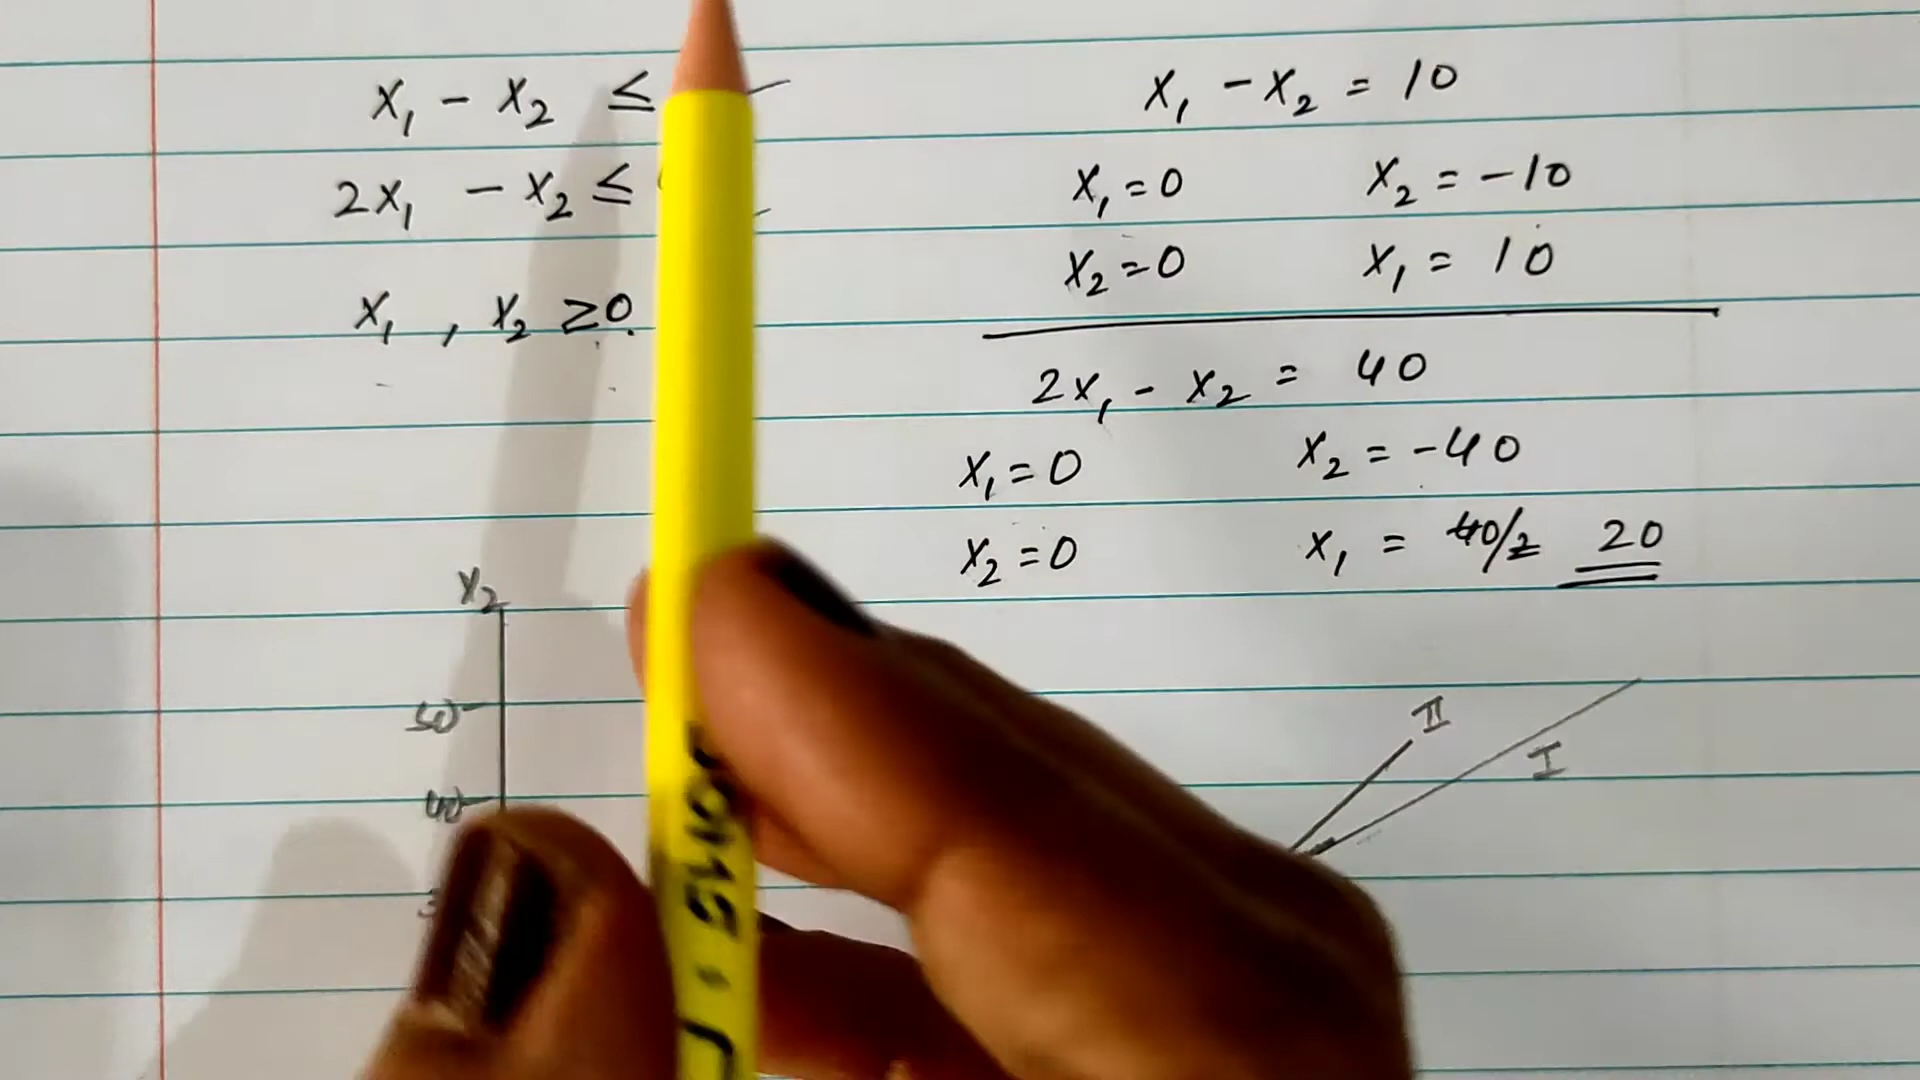 x₁ - x₂ ≤
2x₁ - x₂ ≤
x₁ , x₂ ≥0.
x₁ - x₂ = 10
x₁ = 0 x₂ = -10
x₂ = 0 x₁ = 10
2x₁ - x₂ = 40
x₁ = 0 x₂ = -40
x₂ = 0 x₁ = 40/2 20
x₂
50
40
II
I